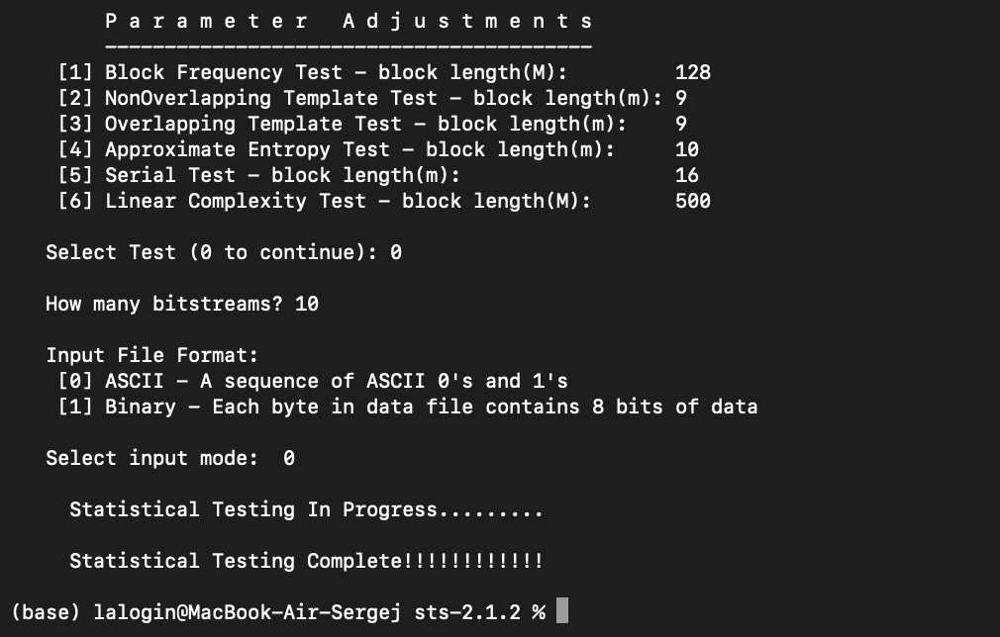 P a r a m e t e r   A d j u s t m e n t s
-----------------------------------------
[1] Block Frequency Test - block length(M):         128
[2] NonOverlapping Template Test - block length(m): 9
[3] Overlapping Template Test - block length(m):    9
[4] Approximate Entropy Test - block length(m):     10
[5] Serial Test - block length(m):                  16
[6] Linear Complexity Test - block length(M):       500
Select Test (0 to continue): 0
How many bitstreams? 10
Input File Format:
[0] ASCII - A sequence of ASCII 0's and 1's
[1] Binary - Each byte in data file contains 8 bits of data
Select input mode:  0
Statistical Testing In Progress.........
Statistical Testing Complete!!!!!!!!!!!!
(base) lalogin@MacBook-Air-Sergej sts-2.1.2 %